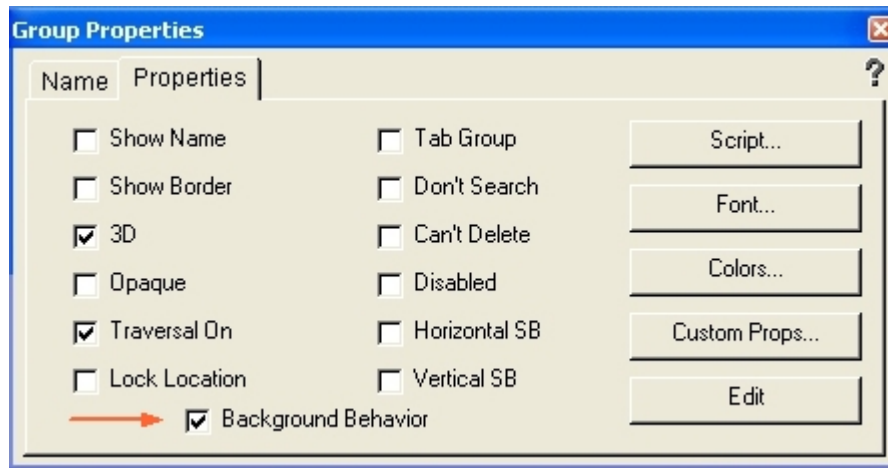 Group Properties
Name Properties ?
Show Name Tab Group Script...
Show Border Don't Search Font...
3D Can't Delete Colors...
Opaque Disabled Custom Props...
Traversal On Horizontal SB Edit
Lock Location Vertical SB
Background Behavior